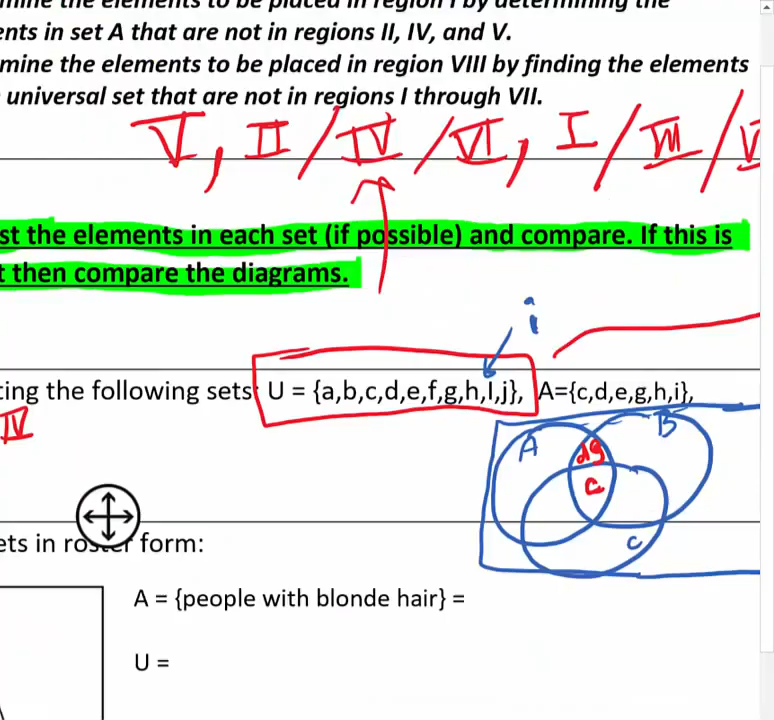 mine the elements to be placed in region I by determining the
ents in set A that are not in regions II, IV, and V.
mine the elements to be placed in region VIII by finding the elements
universal set that are not in regions I through VII.
V, II / IV / VI, I / III / V
st the elements in each set (if possible) and compare. If this is
t then compare the diagrams.
i
ting the following sets: U = {a,b,c,d,e,f,g,h,I,j}, A={c,d,e,g,h,i},
IV
A B
dg
c
C
ets in roster form:
A = {people with blonde hair} =
U =